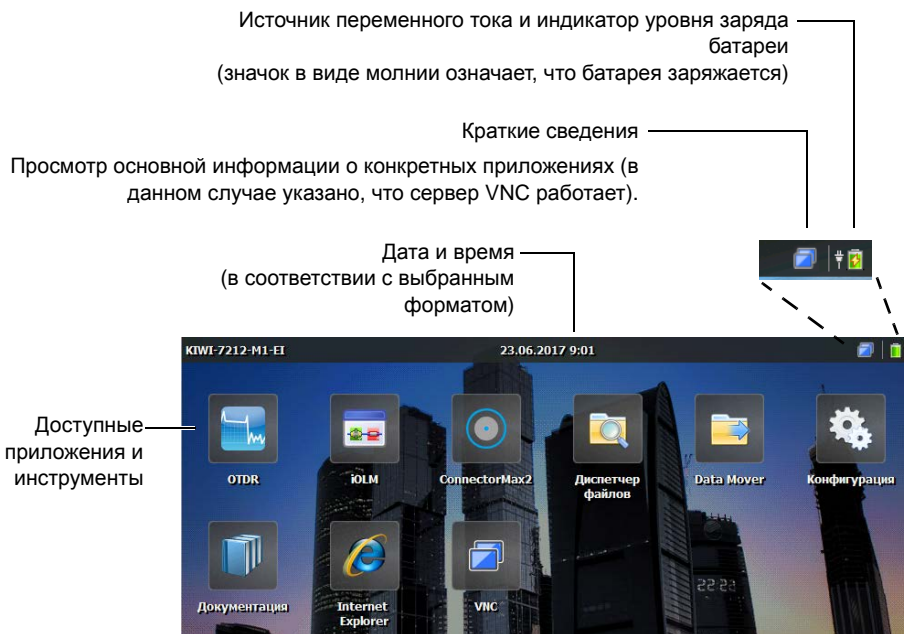 Источник переменного тока и индикатор уровня заряда
батареи
(значок в виде молнии означает, что батарея заряжается)
Краткие сведения
Просмотр основной информации о конкретных приложениях (в
данном случае указано, что сервер VNC работает).
Дата и время
(в соответствии с выбранным
форматом)
KIWI-7212-M1-EI
23.06.2017 9:01
Доступные
приложения и
инструменты
OTDR
iOLM
ConnectorMax2
Диспетчер
файлов
Data Mover
Конфигурация
22:22
Документация
Internet
Explorer
VNC